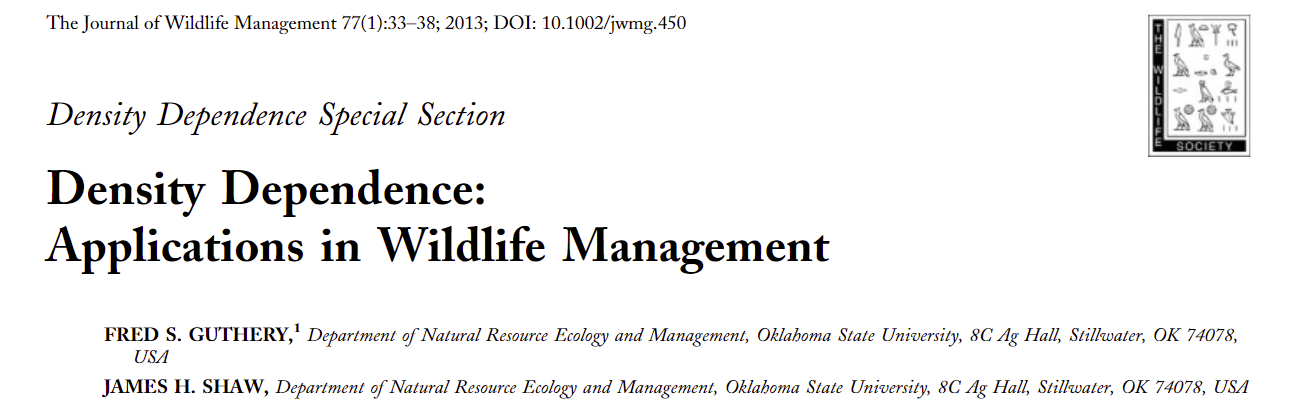 The Journal of Wildlife Management 77(1):33–38; 2013; DOI: 10.1002/jwmg.450
THE WILDLIFE
SOCIETY
Density Dependence Special Section
Density Dependence:
Applications in Wildlife Management
FRED S. GUTHERY,¹ Department of Natural Resource Ecology and Management, Oklahoma State University, 8C Ag Hall, Stillwater, OK 74078,
USA
JAMES H. SHAW, Department of Natural Resource Ecology and Management, Oklahoma State University, 8C Ag Hall, Stillwater, OK 74078, USA